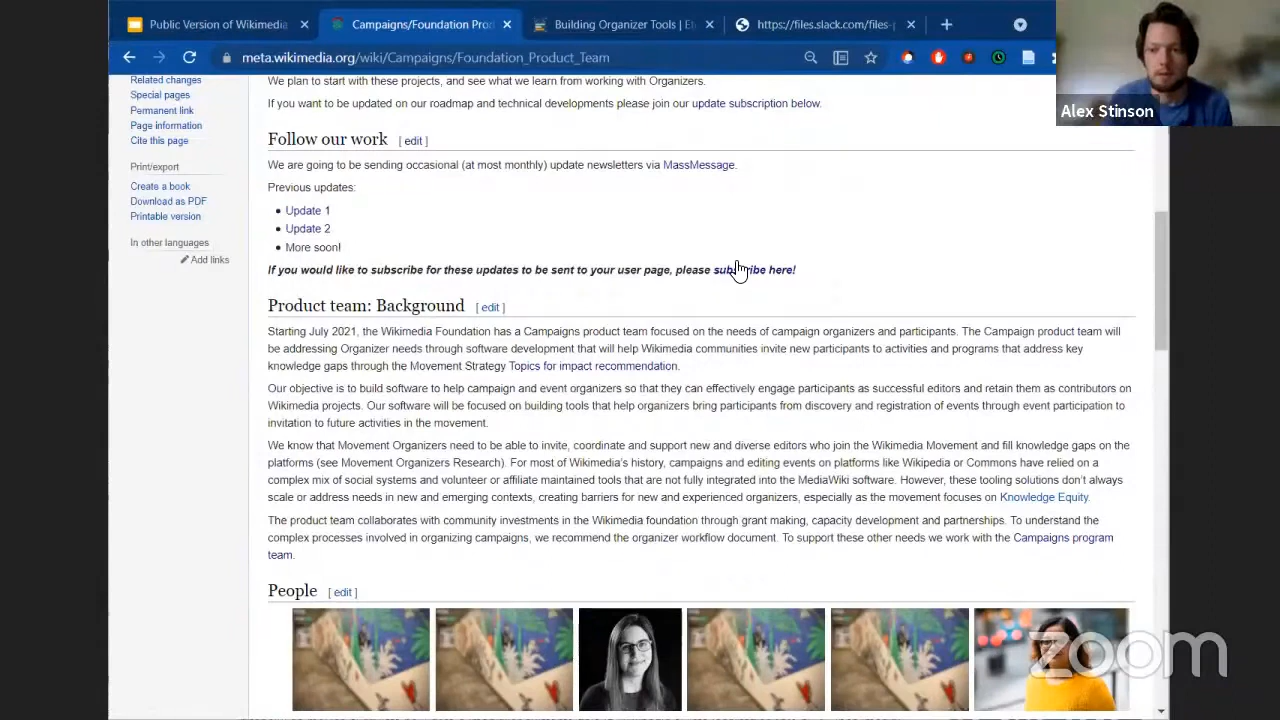 Public Version of Wikimedia
Campaigns/Foundation Prod
Building Organizer Tools | Et
https://files.slack.com/files-
meta.wikimedia.org/wiki/Campaigns/Foundation_Product_Team
Alex Stinson
Related changes
Special pages
Permanent link
Page information
Cite this page
Print/export
Create a book
Download as PDF
Printable version
In other languages
Add links
We plan to start with these projects, and see what we learn from working with Organizers.
If you want to be updated on our roadmap and technical developments please join our update subscription below.
Follow our work [ edit ]
We are going to be sending occasional (at most monthly) update newsletters via MassMessage.
Previous updates:
Update 1
Update 2
More soon!
If you would like to subscribe for these updates to be sent to your user page, please subscribe here!
Product team: Background [ edit ]
Starting July 2021, the Wikimedia Foundation has a Campaigns product team focused on the needs of campaign organizers and participants. The Campaign product team will
be addressing Organizer needs through software development that will help Wikimedia communities invite new participants to activities and programs that address key
knowledge gaps through the Movement Strategy Topics for impact recommendation.
Our objective is to build software to help campaign and event organizers so that they can effectively engage participants as successful editors and retain them as contributors on
Wikimedia projects. Our software will be focused on building tools that help organizers bring participants from discovery and registration of events through event participation to
invitation to future activities in the movement.
We know that Movement Organizers need to be able to invite, coordinate and support new and diverse editors who join the Wikimedia Movement and fill knowledge gaps on the
platforms (see Movement Organizers Research). For most of Wikimedia's history, campaigns and editing events on platforms like Wikipedia or Commons have relied on a
complex mix of social systems and volunteer or affiliate maintained tools that are not fully integrated into the MediaWiki software. However, these tooling solutions don't always
scale or address needs in new and emerging contexts, creating barriers for new and experienced organizers, especially as the movement focuses on Knowledge Equity.
The product team collaborates with community investments in the Wikimedia foundation through grant making, capacity development and partnerships. To understand the
complex processes involved in organizing campaigns, we recommend the organizer workflow document. To support these other needs we work with the Campaigns program
team.
People [ edit ]
zoom